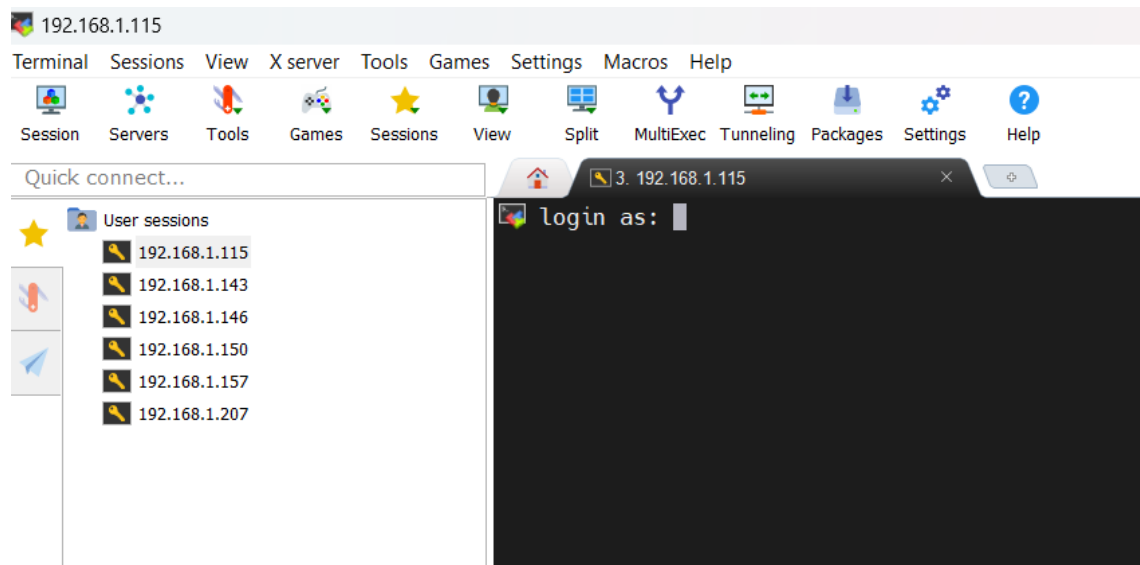 192.168.1.115
Terminal Sessions View X server Tools Games Settings Macros Help
Session Servers Tools Games Sessions View Split MultiExec Tunneling Packages Settings Help
Quick connect...
3. 192.168.1.115
User sessions
192.168.1.115
192.168.1.143
192.168.1.146
192.168.1.150
192.168.1.157
192.168.1.207
login as: